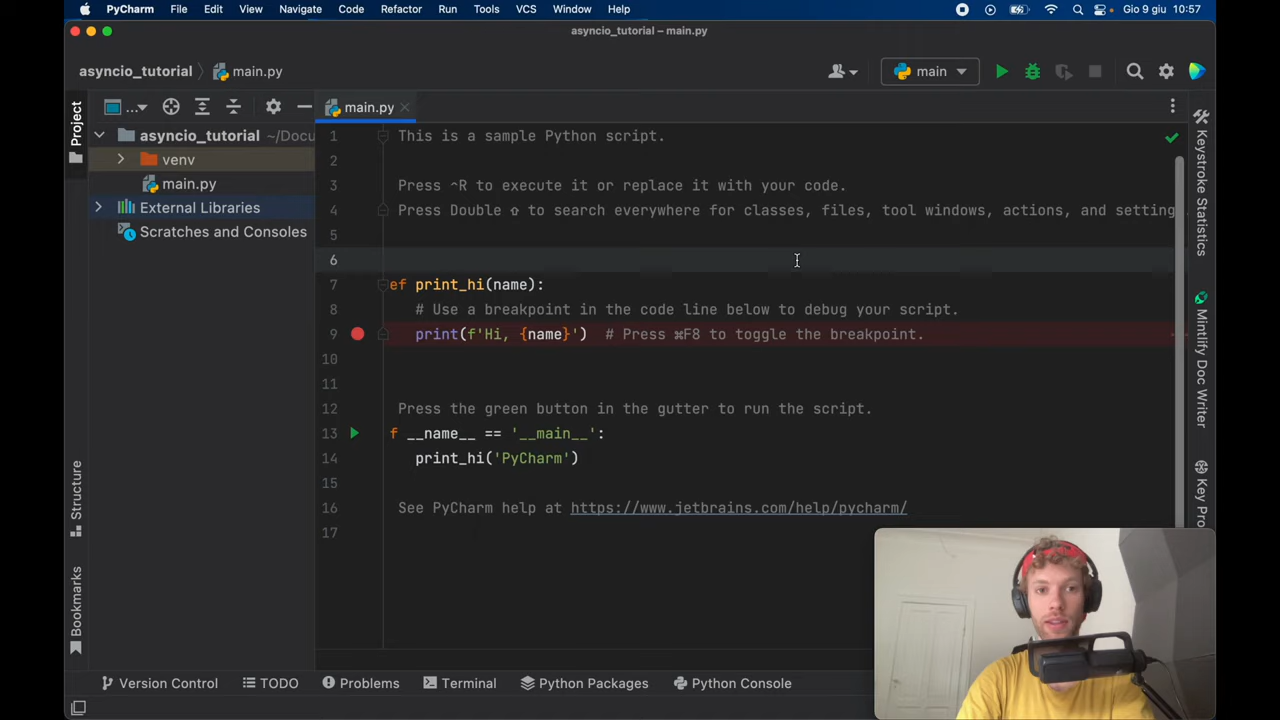 PyCharm File Edit View Navigate Code Refactor Run Tools VCS Window Help Gio 9 giu 10:57
asyncio_tutorial – main.py
asyncio_tutorial main.py main
Project ... main.py
asyncio_tutorial ~/Docu
venv
main.py
External Libraries
Scratches and Consoles
1 This is a sample Python script.
2
3 Press ⌃R to execute it or replace it with your code.
4 Press Double ⇧ to search everywhere for classes, files, tool windows, actions, and setting
5
6
7 ef print_hi(name):
8 # Use a breakpoint in the code line below to debug your script.
9 print(f'Hi, {name}') # Press ⌘F8 to toggle the breakpoint.
10
11
12 Press the green button in the gutter to run the script.
13 f __name__ == '__main__':
14 print_hi('PyCharm')
15
16 See PyCharm help at https://www.jetbrains.com/help/pycharm/
17
Structure
Bookmarks
Keystroke Statistics
Mintlify Doc Writer
Key Pro
Version Control TODO Problems Terminal Python Packages Python Console